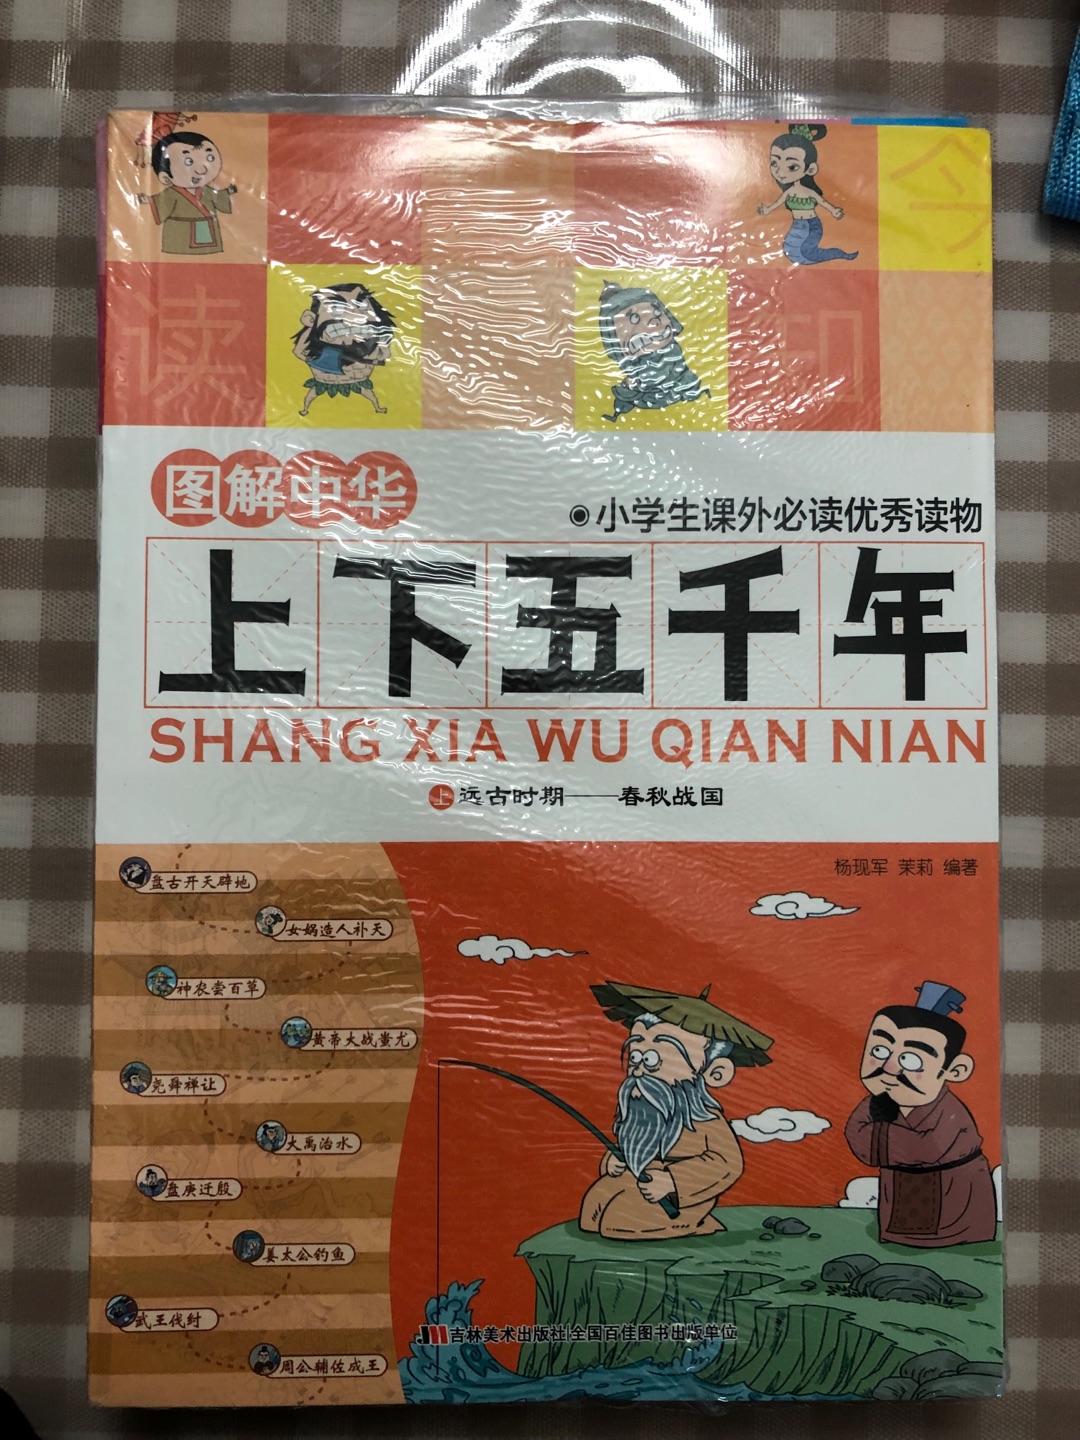 今
读
知
图解中华
◉小学生课外必读优秀读物
上下五千年
SHANG XIA WU QIAN NIAN
上 远古时期——春秋战国
杨现军 茉莉 编著
盘古开天辟地
女娲造人补天
神农尝百草
黄帝大战蚩尤
尧舜禅让
大禹治水
盘庚迁殷
姜太公钓鱼
武王伐纣
周公辅佐成王
吉林美术出版社|全国百佳图书出版单位